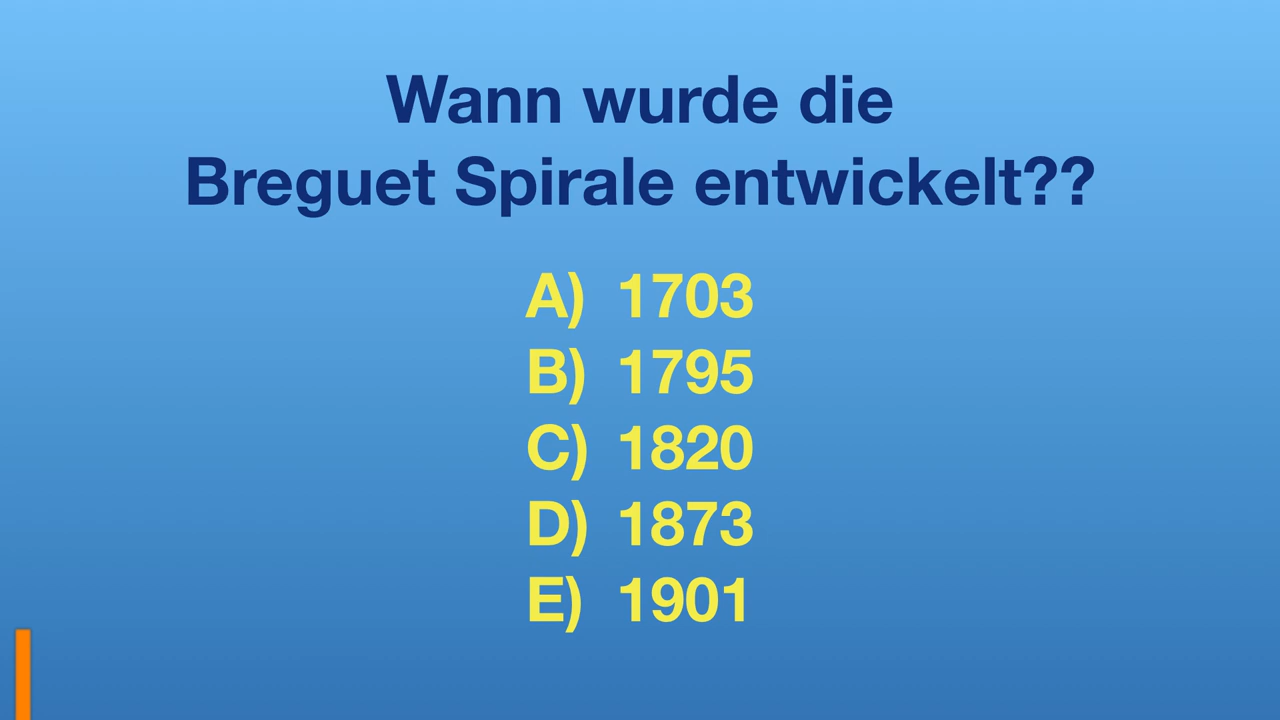 Wann wurde die
Breguet Spirale entwickelt??
A) 1703
B) 1795
C) 1820
D) 1873
E) 1901